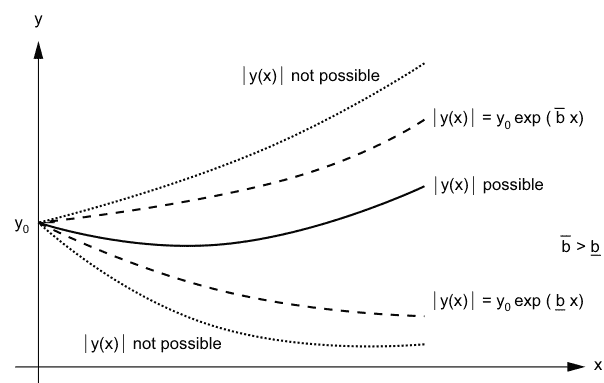 y
|y(x)| not possible
|y(x)| = y₀ exp ( b̅ x)
|y(x)| possible
y₀
b̅ > b̲
|y(x)| = y₀ exp ( b̲ x)
|y(x)| not possible
x